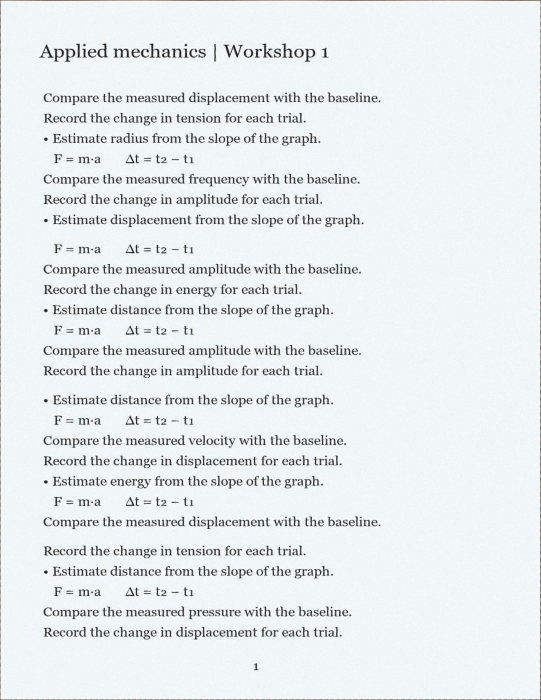 Applied mechanics | Workshop 1
Compare the measured displacement with the baseline.
Record the change in tension for each trial.
• Estimate radius from the slope of the graph.
F = m·a Δt = t2 − t1
Compare the measured frequency with the baseline.
Record the change in amplitude for each trial.
• Estimate displacement from the slope of the graph.
F = m·a Δt = t2 − t1
Compare the measured amplitude with the baseline.
Record the change in energy for each trial.
• Estimate distance from the slope of the graph.
F = m·a Δt = t2 − t1
Compare the measured amplitude with the baseline.
Record the change in amplitude for each trial.
• Estimate distance from the slope of the graph.
F = m·a Δt = t2 − t1
Compare the measured velocity with the baseline.
Record the change in displacement for each trial.
• Estimate energy from the slope of the graph.
F = m·a Δt = t2 − t1
Compare the measured displacement with the baseline.
Record the change in tension for each trial.
• Estimate distance from the slope of the graph.
F = m·a Δt = t2 − t1
Compare the measured pressure with the baseline.
Record the change in displacement for each trial.
1